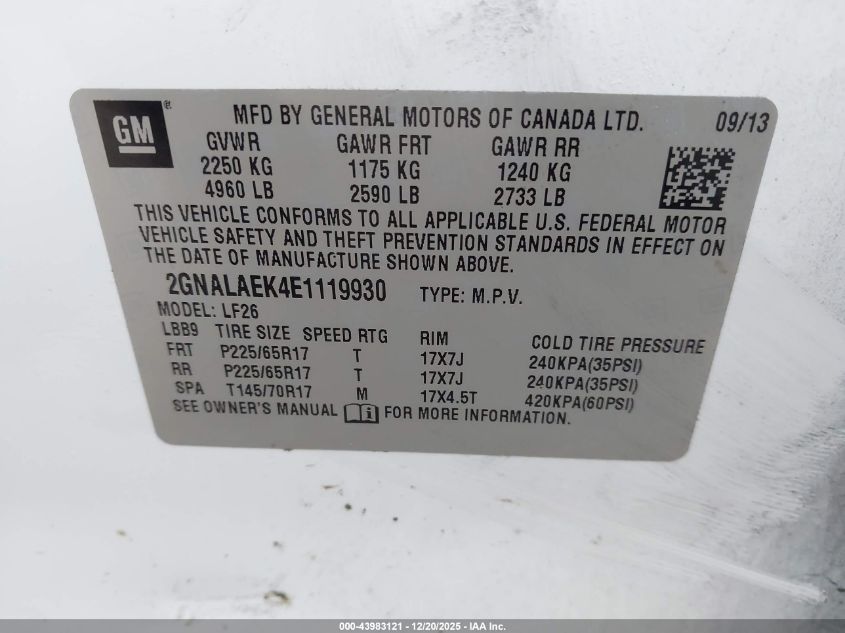 GM® MFD BY GENERAL MOTORS OF CANADA LTD. 09/13
GVWR GAWR FRT GAWR RR
2250 KG 1175 KG 1240 KG
4960 LB 2590 LB 2733 LB
THIS VEHICLE CONFORMS TO ALL APPLICABLE U.S. FEDERAL MOTOR
VEHICLE SAFETY AND THEFT PREVENTION STANDARDS IN EFFECT ON
THE DATE OF MANUFACTURE SHOWN ABOVE.
2GNALAEK4E1119930 TYPE: M.P.V.
MODEL: LF26
LBB9 TIRE SIZE SPEED RTG RIM COLD TIRE PRESSURE
FRT P225/65R17 T 17X7J 240KPA(35PSI)
RR P225/65R17 T 17X7J 240KPA(35PSI)
SPA T145/70R17 M 17X4.5T 420KPA(60PSI)
SEE OWNER'S MANUAL i FOR MORE INFORMATION.
000-43983121 - 12/20/2025 - IAA Inc.